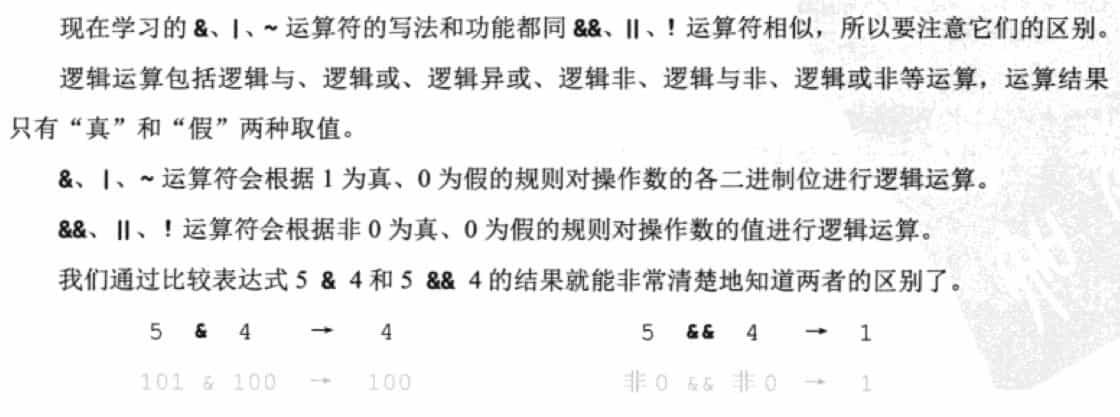 现在学习的 &、|、~ 运算符的写法和功能都同 &&、||、! 运算符相似，所以要注意它们的区别。
逻辑运算包括逻辑与、逻辑或、逻辑异或、逻辑非、逻辑与非、逻辑或非等运算，运算结果
只有“真”和“假”两种取值。
&、|、~ 运算符会根据 1 为真、0 为假的规则对操作数的各二进制位进行逻辑运算。
&&、||、! 运算符会根据非 0 为真、0 为假的规则对操作数的值进行逻辑运算。
我们通过比较表达式 5 & 4 和 5 && 4 的结果就能非常清楚地知道两者的区别了。
5 & 4 → 4 5 && 4 → 1
101 & 100 → 100 非 0 && 非 0 → 1